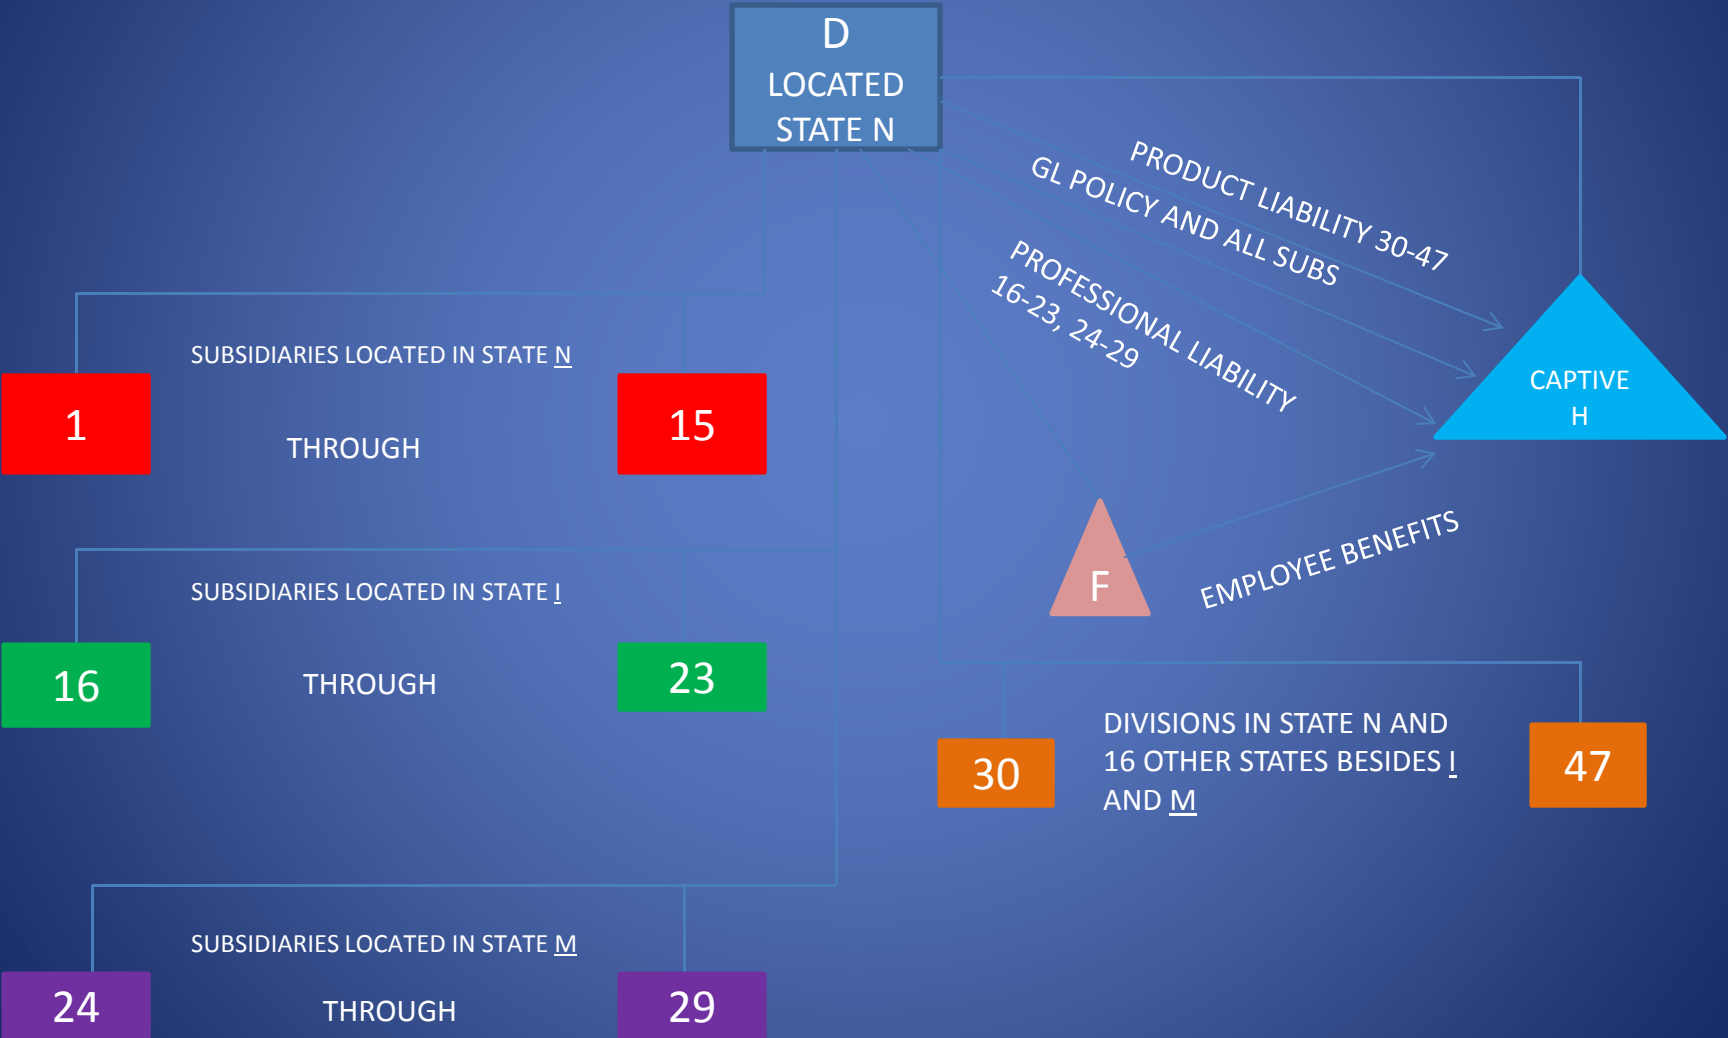 D
LOCATED
STATE N
PRODUCT LIABILITY 30-47
GL POLICY AND ALL SUBS
PROFESSIONAL LIABILITY
16-23, 24-29
CAPTIVE
H
SUBSIDIARIES LOCATED IN STATE N
1
THROUGH
15
F
EMPLOYEE BENEFITS
SUBSIDIARIES LOCATED IN STATE I
16
THROUGH
23
30
DIVISIONS IN STATE N AND
16 OTHER STATES BESIDES I
AND M
47
SUBSIDIARIES LOCATED IN STATE M
24
THROUGH
29